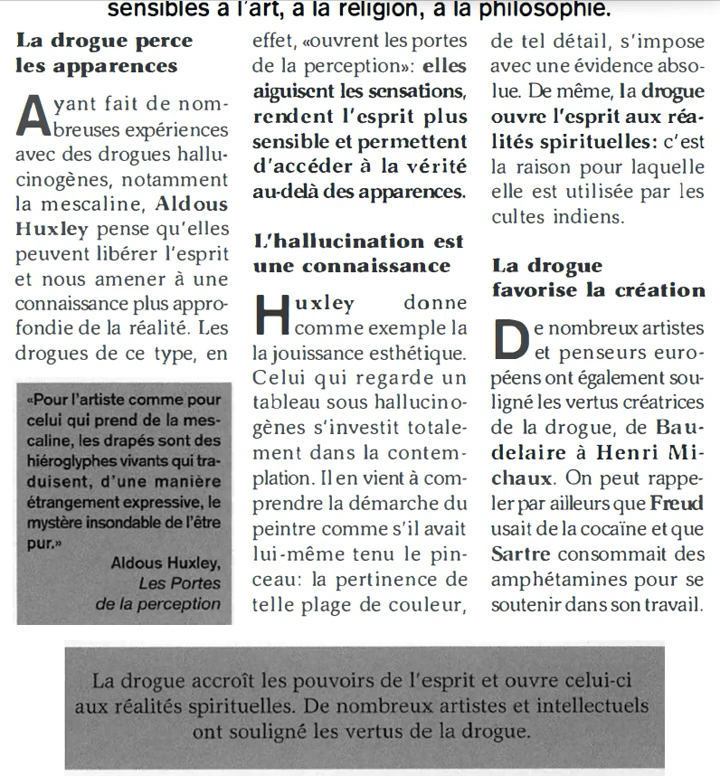 sensibles à l'art, à la religion, à la philosophie.
La drogue perce
les apparences
Ayant fait de nom-
breuses expériences
avec des drogues hallu-
cinogènes, notamment
la mescaline, Aldous
Huxley pense qu'elles
peuvent libérer l'esprit
et nous amener à une
connaissance plus appro-
fondie de la réalité. Les
drogues de ce type, en
«Pour l'artiste comme pour
celui qui prend de la mes-
caline, les drapés sont des
hiéroglyphes vivants qui tra-
duisent, d'une manière
étrangement expressive, le
mystère insondable de l'être
pur.»
Aldous Huxley,
Les Portes
de la perception
effet, «ouvrent les portes
de la perception»: elles
aiguisent les sensations,
rendent l'esprit plus
sensible et permettent
d'accéder à la vérité
au-delà des apparences.
L'hallucination est
une connaissance
Huxley donne
comme exemple la
la jouissance esthétique.
Celui qui regarde un
tableau sous hallucino-
gènes s'investit totale-
ment dans la contem-
plation. Il en vient à com-
prendre la démarche du
peintre comme s'il avait
lui-même tenu le pin-
ceau: la pertinence de
telle plage de couleur,
de tel détail, s'impose
avec une évidence abso-
lue. De même, la drogue
ouvre l'esprit aux réa-
lités spirituelles: c'est
la raison pour laquelle
elle est utilisée par les
cultes indiens.
La drogue
favorise la création
De nombreux artistes
et penseurs euro-
péens ont également sou-
ligné les vertus créatrices
de la drogue, de Bau-
delaire à Henri Mi-
chaux. On peut rappe-
ler par ailleurs que Freud
usait de la cocaïne et que
Sartre consommait des
amphétamines pour se
soutenir dans son travail.
La drogue accroît les pouvoirs de l'esprit et ouvre celui-ci
aux réalités spirituelles. De nombreux artistes et intellectuels
ont souligné les vertus de la drogue.